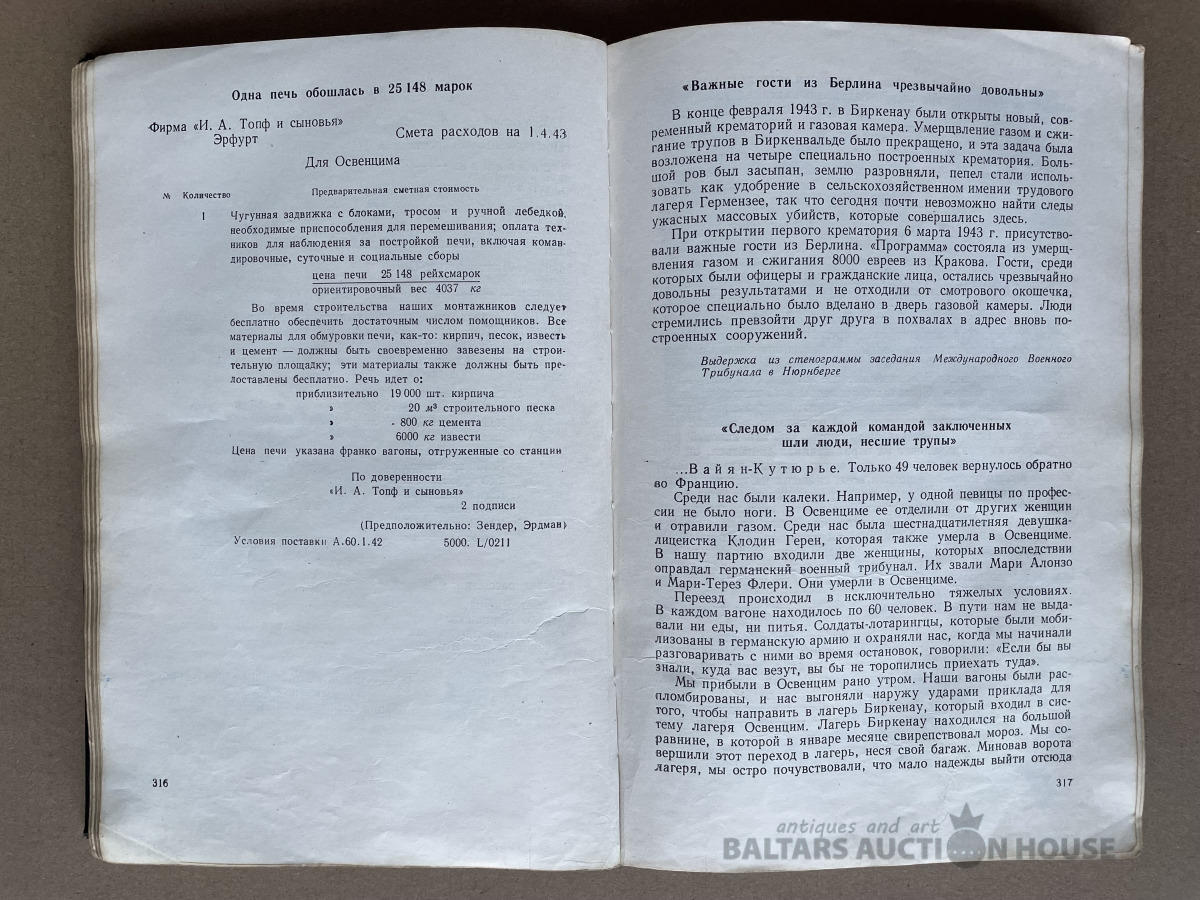 Одна печь обошлась в 25 148 марок
Фирма «И. А. Топф и сыновья»
Эрфурт
Смета расходов на 1.4.43
Для Освенцима
№ Количество Предварительная сметная стоимость
1 Чугунная задвижка с блоками, тросом и ручной лебедкой,
необходимые приспособления для перемешивания; оплата тех-
ников для наблюдения за постройкой печи, включая коман-
дировочные, суточные и социальные сборы
цена печи 25 148 рейхсмарок
ориентировочный вес 4037 кг
Во время строительства наших монтажников следует
бесплатно обеспечить достаточным числом помощников. Все
материалы для обмуровки печи, как-то: кирпич, песок, известь
и цемент — должны быть своевременно завезены на строи-
тельную площадку; эти материалы также должны быть пре-
доставлены бесплатно. Речь идет о:
приблизительно 19 000 шт. кирпича
» 20 м³ строительного песка
» 800 кг цемента
» 6000 кг извести
Цена печи указана франко вагоны, отгруженные со станции
По доверенности
«И. А. Топф и сыновья»
2 подписи
(Предположительно: Зендер, Эрдман)
Условия поставки А.60.1.42 5000. L/0211
316
«Важные гости из Берлина чрезвычайно довольны»
В конце февраля 1943 г. в Биркенау были открыты новый, сов-
ременный крематорий и газовая камера. Умерщвление газом и сжи-
гание трупов в Биркенвальде было прекращено, и эта задача была
возложена на четыре специально построенных крематория. Боль-
шой ров был засыпан, землю разровняли, пепел стали исполь-
зовать как удобрение в сельскохозяйственном имении трудового
лагеря Гермензее, так что сегодня почти невозможно найти следы
ужасных массовых убийств, которые совершались здесь.
При открытии первого крематория 6 марта 1943 г. присутство-
вали важные гости из Берлина. «Программа» состояла из умерщ-
вления газом и сжигания 8000 евреев из Кракова. Гости, среди
которых были офицеры и гражданские лица, остались чрезвычайно
довольны результатами и не отходили от смотрового окошечка,
которое специально было вделано в дверь газовой камеры. Люди
стремились превзойти друг друга в похвалах в адрес вновь по-
строенных сооружений.
Выдержка из стенограммы заседания Международного Военного
Трибунала в Нюрнберге
«Следом за каждой командой заключенных
шли люди, несшие трупы»
...Вайян-Кутюрье. Только 49 человек вернулось обратно
во Францию.
Среди нас были калеки. Например, у одной певицы по профес-
сии не было ноги. В Освенциме ее отделили от других женщин
и отравили газом. Среди нас была шестнадцатилетняя девушка-
лицеистка Клодин Герен, которая также умерла в Освенциме.
В нашу партию входили две женщины, которых впоследствии
оправдал германский военный трибунал. Их звали Мари Алонзо
и Мари-Терез Флери. Они умерли в Освенциме.
Переезд происходил в исключительно тяжелых условиях.
В каждом вагоне находилось по 60 человек. В пути нам не выда-
вали ни еды, ни питья. Солдаты-лотарингцы, которые были моби-
лизованы в германскую армию и охраняли нас, когда мы начинали
разговаривать с ними во время остановок, говорили: «Если бы вы
знали, куда вас везут, вы бы не торопились приехать туда».
Мы прибыли в Освенцим рано утром. Наши вагоны были рас-
пломбированы, и нас выгоняли наружу ударами приклада для
того, чтобы направить в лагерь Биркенау, который входил в сис-
тему лагеря Освенцим. Лагерь Биркенау находился на большой
равнине, в которой в январе месяце свирепствовал мороз. Мы со-
вершили этот переход в лагерь, неся свой багаж. Миновав ворота
лагеря, мы остро почувствовали, что мало надежды выйти отсюда
317
antiques and art
BALTARS AUCTION HOUSE